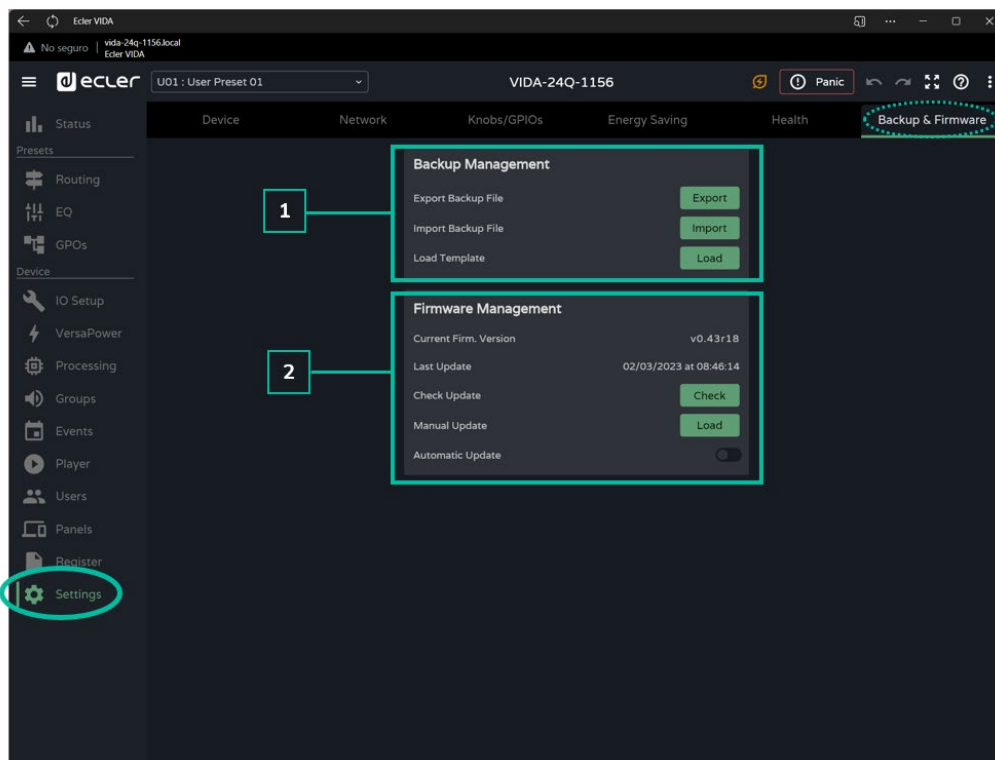 Ecler VIDA
No seguro
vida-24q-1156.local
Ecler VIDA
ecler
U01 : User Preset 01
VIDA-24Q-1156
Panic
Status
Device
Network
Knobs/GPIOs
Energy Saving
Health
Backup & Firmware
Presets
Routing
EQ
GPOs
Device
IO Setup
VersaPower
Processing
Groups
Events
Player
Users
Panels
Register
Settings
1
Backup Management
Export Backup File Export
Import Backup File Import
Load Template Load
2
Firmware Management
Current Firm. Version v0.43r18
Last Update 02/03/2023 at 08:46:14
Check Update Check
Manual Update Load
Automatic Update